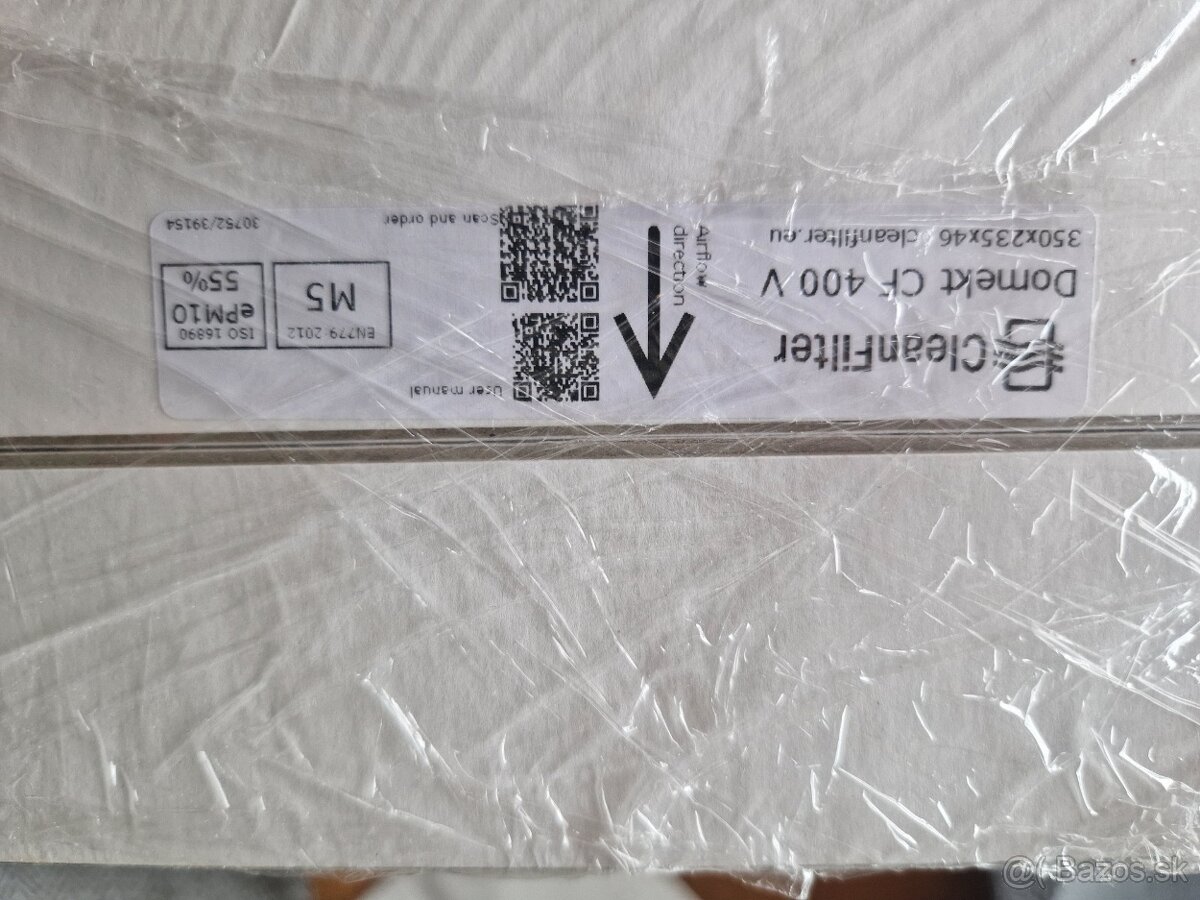 CleanFilter
Domekt CF 400 V
350x235x46 cleanfilter.eu
Airflow
direction
User manual
Scan and order
EN779 2012
M5
ISO 16890
ePM10
55%
30752/39154
Bazos.sk